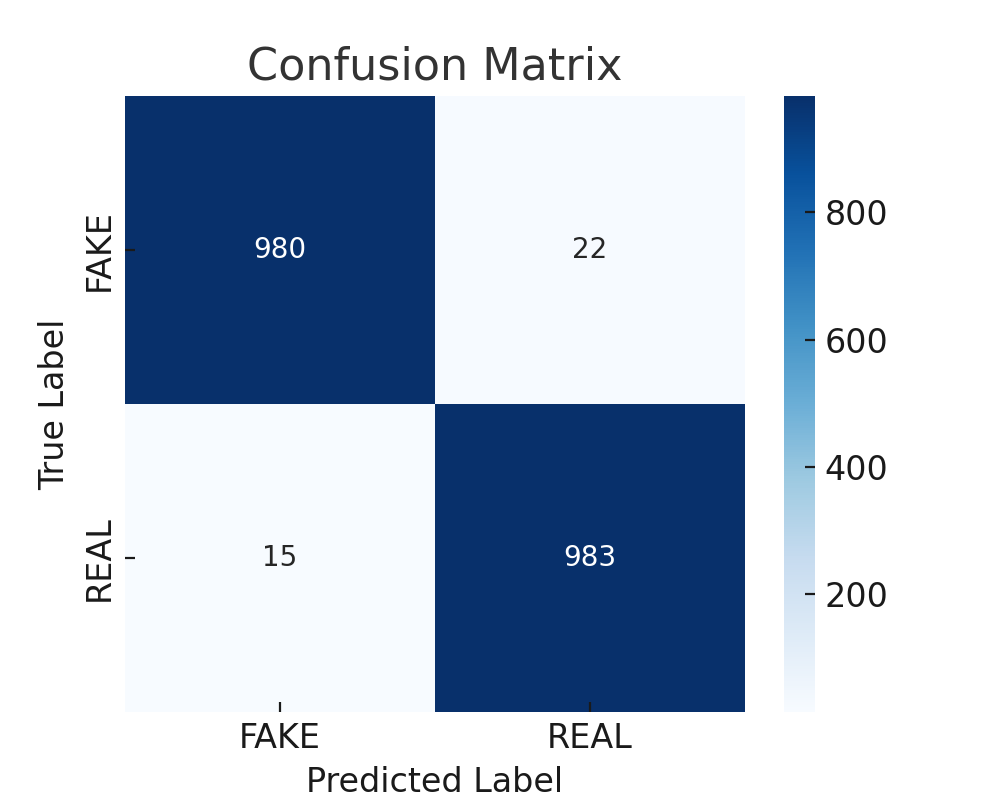 Confusion Matrix
True Label
FAKE
980
22
REAL
15
983
FAKE
REAL
Predicted Label
800
600
400
200